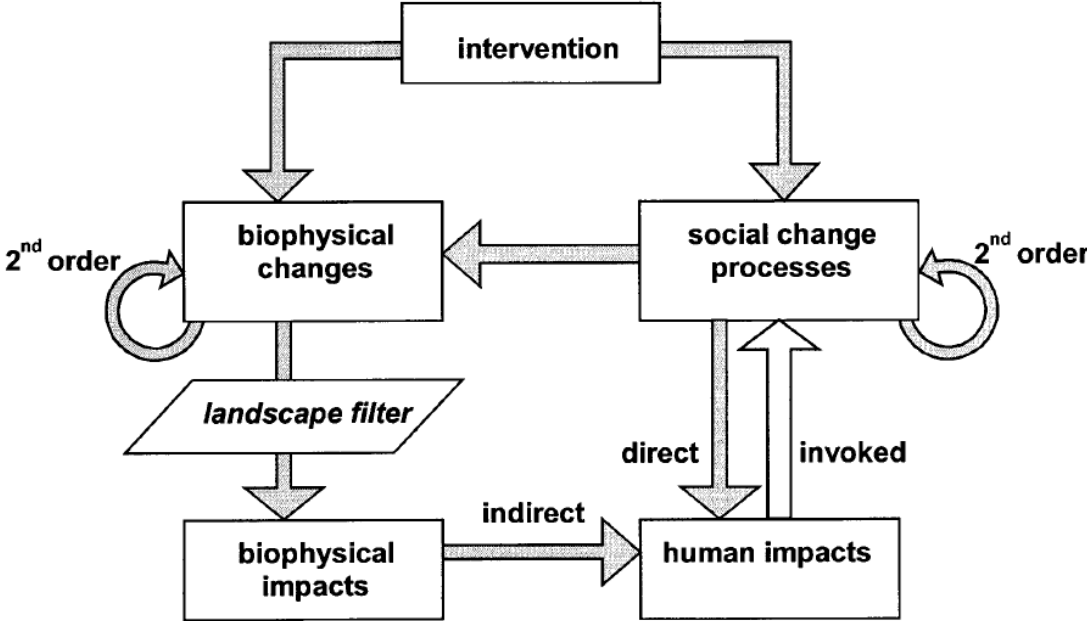 intervention
biophysical
changes
social change
processes
2nd order
2nd order
landscape filter
direct
invoked
indirect
biophysical
impacts
human impacts